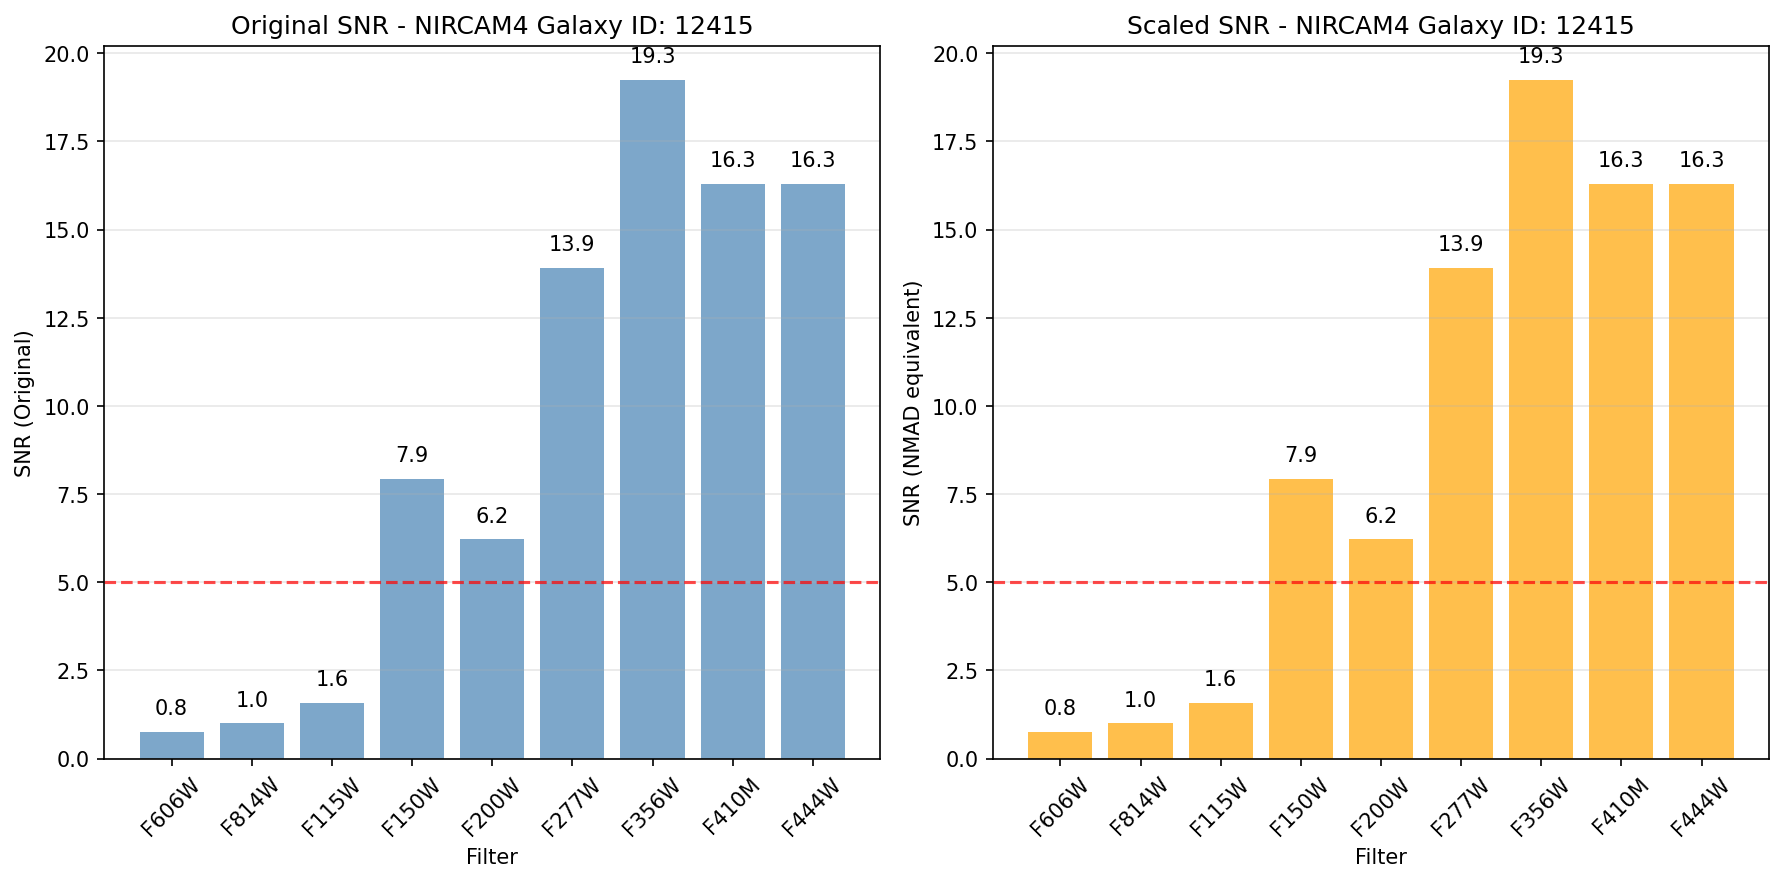 Original SNR - NIRCAM4 Galaxy ID: 12415
SNR (Original)
20.0
17.5
15.0
12.5
10.0
7.5
5.0
2.5
0.0
0.8
1.0
1.6
7.9
6.2
13.9
19.3
16.3
16.3
F606W
F814W
F115W
F150W
F200W
F277W
F356W
F410M
F444W
Filter
Scaled SNR - NIRCAM4 Galaxy ID: 12415
SNR (NMAD equivalent)
20.0
17.5
15.0
12.5
10.0
7.5
5.0
2.5
0.0
0.8
1.0
1.6
7.9
6.2
13.9
19.3
16.3
16.3
F606W
F814W
F115W
F150W
F200W
F277W
F356W
F410M
F444W
Filter